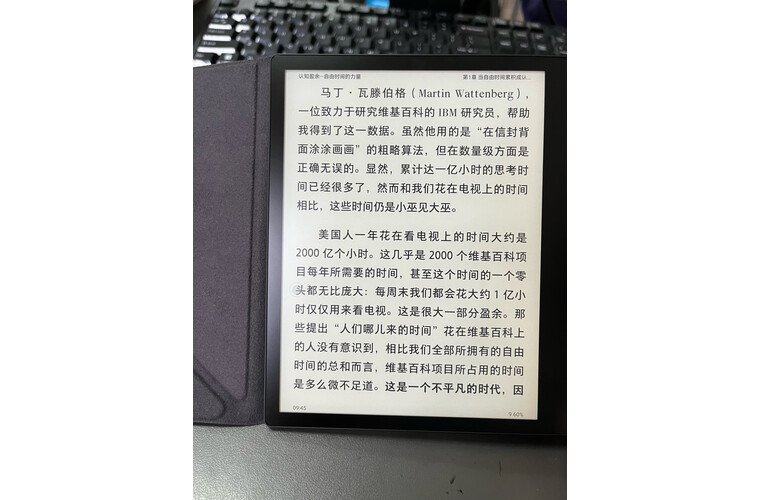 认知盈余-自由时间的力量
第1章 当自由时间累积成认...
马丁·瓦滕伯格（Martin Wattenberg），
一位致力于研究维基百科的 IBM 研究员，帮助
我得到了这一数据。虽然他用的是“在信封背
面涂涂画画”的粗略算法，但在数量级方面是
正确无误的。显然，累计达一亿小时的思考时
间已经很多了，然而和我们花在电视上的时间
相比，这些时间仍是小巫见大巫。
美国人一年花在看电视上的时间大约是
2000 亿个小时。这几乎是 2000 个维基百科项
目每年所需要的时间，甚至这个时间的一个零
头都无比庞大：每周末我们都会花大约 1 亿小
时仅仅用来看电视。这是很大一部分盈余。那
些提出“人们哪儿来的时间”花在维基百科上
的人没有意识到，相比我们全部所拥有的自由
时间的总和而言，维基百科项目所占用的时间
是多么微不足道。这是一个不平凡的时代，因
09:45
9.60%